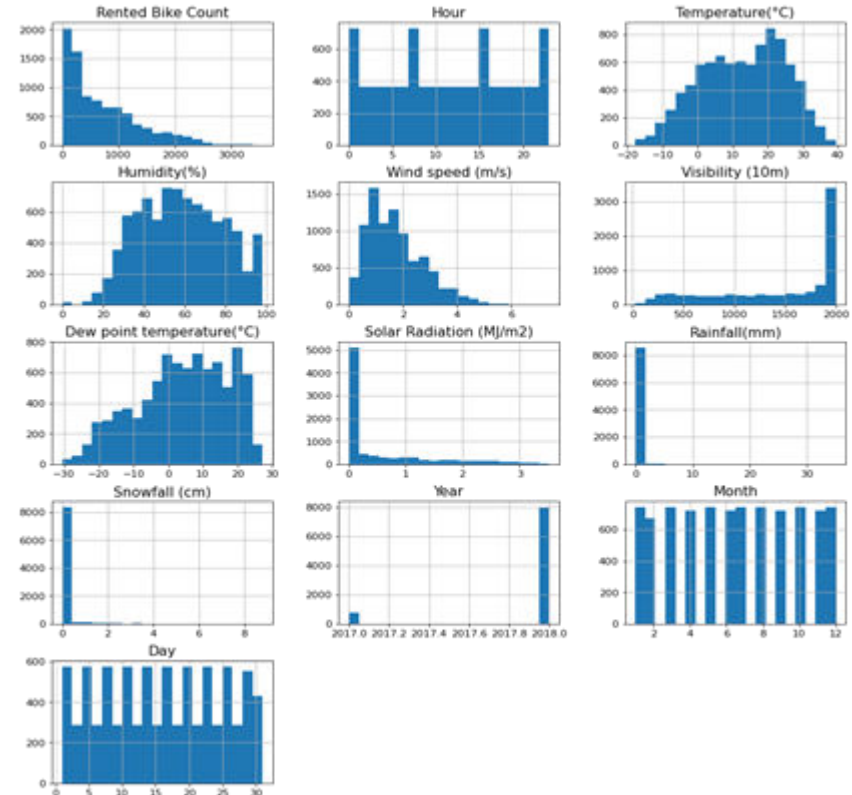 Rented Bike Count
2000
1500
1000
500
0
0 1000 2000 3000
Hour
600
400
200
0
0 5 10 15 20
Temperature(°C)
800
600
400
200
0
−20 −10 0 10 20 30 40
Humidity(%)
600
400
200
0
0 20 40 60 80 100
Wind speed (m/s)
1500
1000
500
0
0 2 4 6
Visibility (10m)
3000
2000
1000
0
0 500 1000 1500 2000
Dew point temperature(°C)
800
600
400
200
0
−30 −20 −10 0 10 20 30
Solar Radiation (MJ/m2)
5000
4000
3000
2000
1000
0
0 1 2 3
Rainfall(mm)
8000
6000
4000
2000
0
0 10 20 30
Snowfall (cm)
8000
6000
4000
2000
0
0 2 4 6 8
Year
8000
6000
4000
2000
0
2017.0 2017.2 2017.4 2017.6 2017.8 2018.0
Month
600
400
200
0
2 4 6 8 10 12
Day
600
400
200
0
0 5 10 15 20 25 30